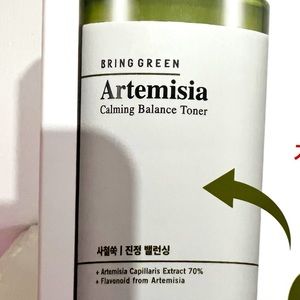 BRING GREEN
Artemisia
Calming Balance Toner
사철쑥 | 진정 밸런싱
+ Artemisia Capillaris Extract 70%
+ Flavonoid from Artemisia